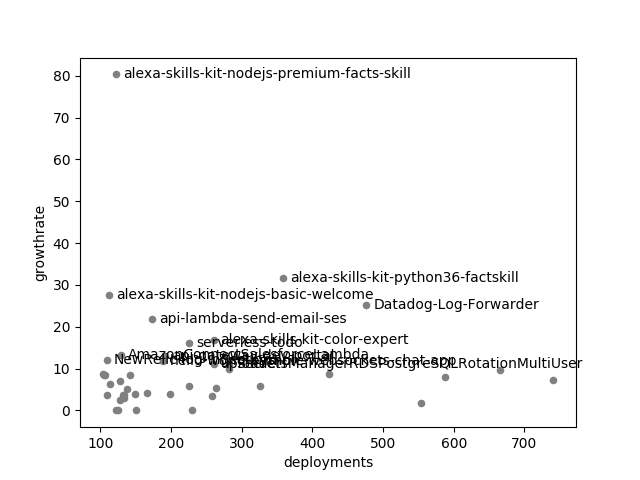 80
70
60
50
40
30
20
10
0
growthrate
alexa-skills-kit-nodejs-premium-facts-skill
alexa-skills-kit-python36-factskill
alexa-skills-kit-nodejs-basic-welcome
Datadog-Log-Forwarder
api-lambda-send-email-ses
alexa-skills-kit-color-expert
serverless-todo
SecretsManagerRDSPostgreSQLRotationMultiUser
100 200 300 400 500 600 700
deployments